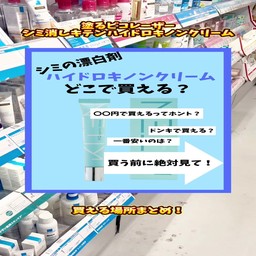 塗るピコレーザー
シミ消しキテンハイドロキノンクリーム
シミの漂白剤
ハイドロキノンクリーム
どこで買える？
〇〇円で買えるってホント？
ドンキで買える？
一番安いのは？
買う前に絶対見て！
買える場所まとめ！